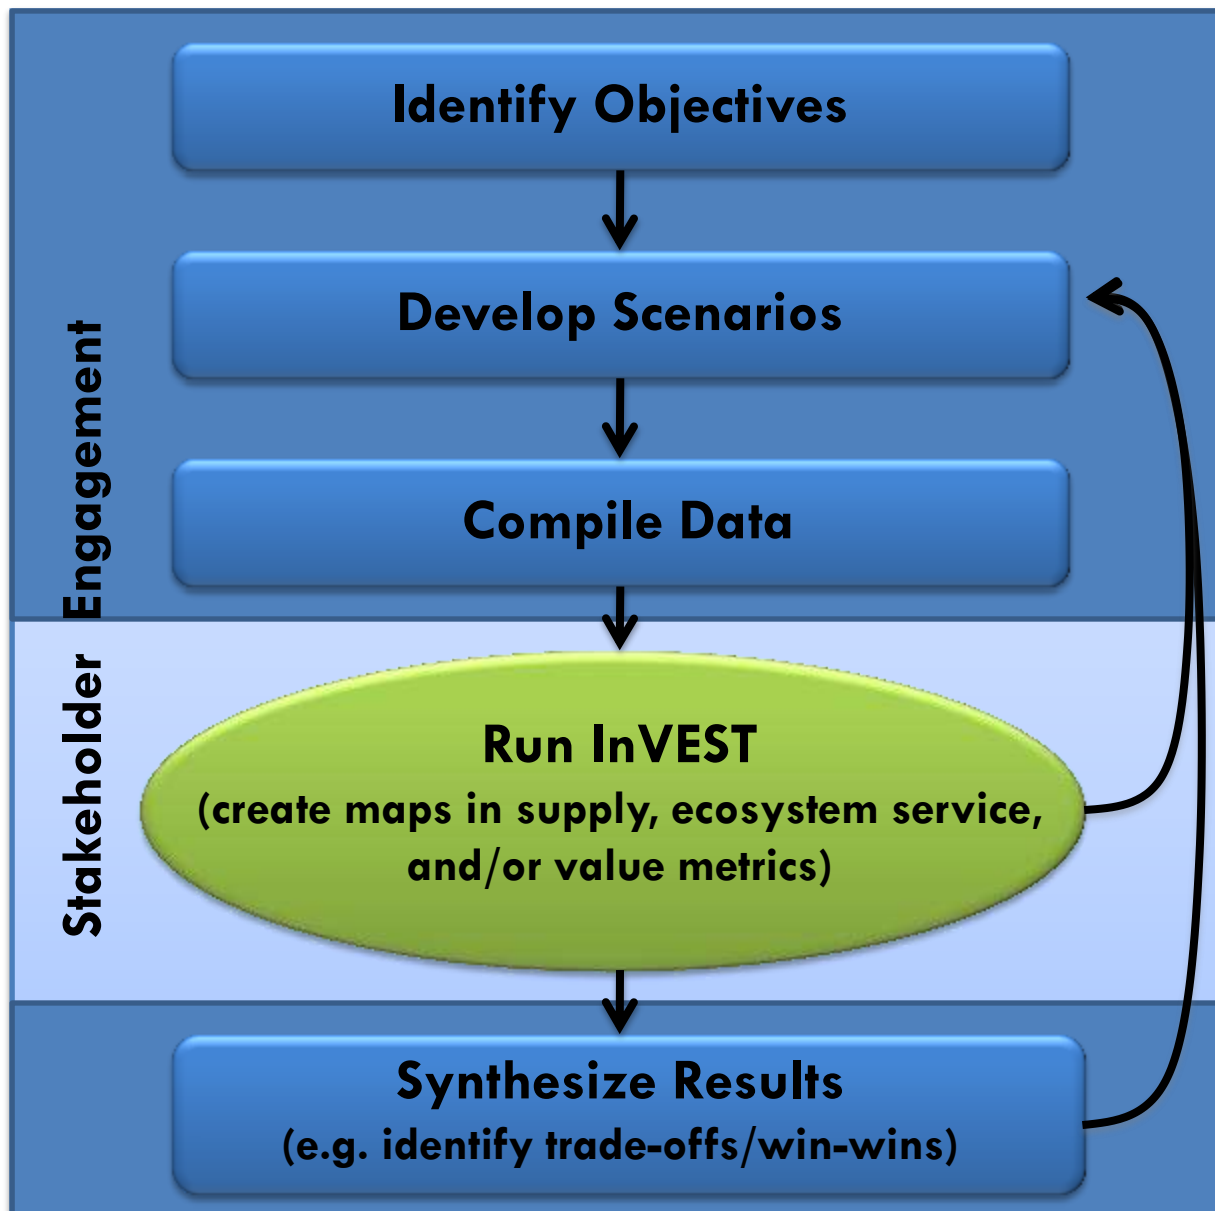 Identify Objectives
Develop Scenarios
Compile Data
Stakeholder Engagement
Run InVEST
(create maps in supply, ecosystem service,
and/or value metrics)
Synthesize Results
(e.g. identify trade-offs/win-wins)